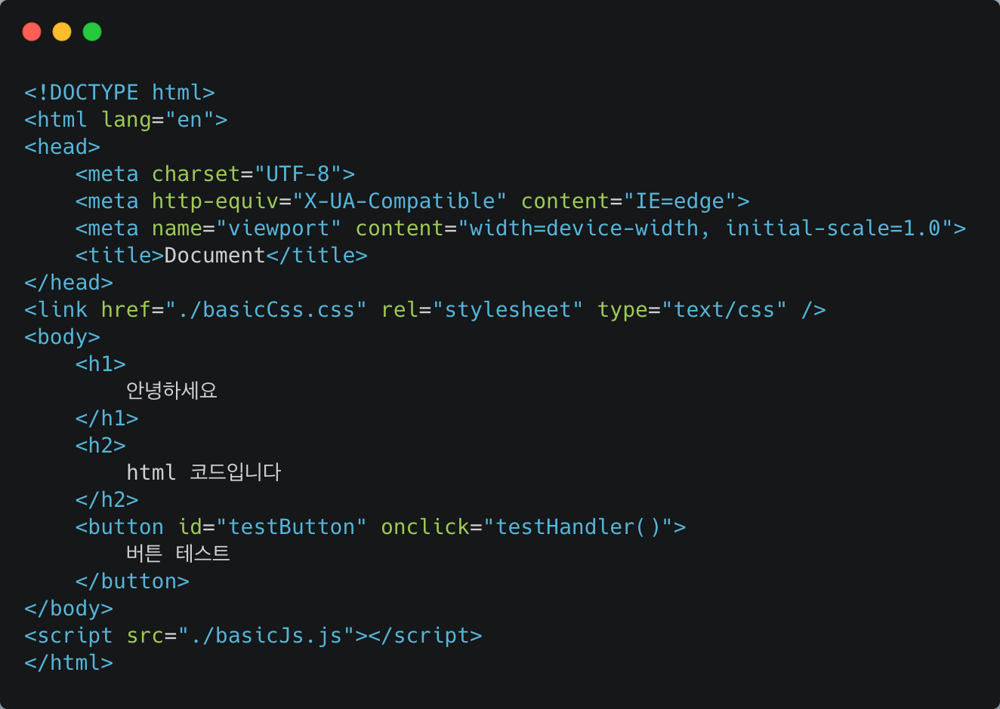 <!DOCTYPE html>
<html lang="en">
<head>
    <meta charset="UTF-8">
    <meta http-equiv="X-UA-Compatible" content="IE=edge">
    <meta name="viewport" content="width=device-width, initial-scale=1.0">
    <title>Document</title>
</head>
<link href="./basicCss.css" rel="stylesheet" type="text/css" />
<body>
    <h1>
        안녕하세요
    </h1>
    <h2>
        html 코드입니다
    </h2>
    <button id="testButton" onclick="testHandler()">
        버튼 테스트
    </button>
</body>
<script src="./basicJs.js"></script>
</html>